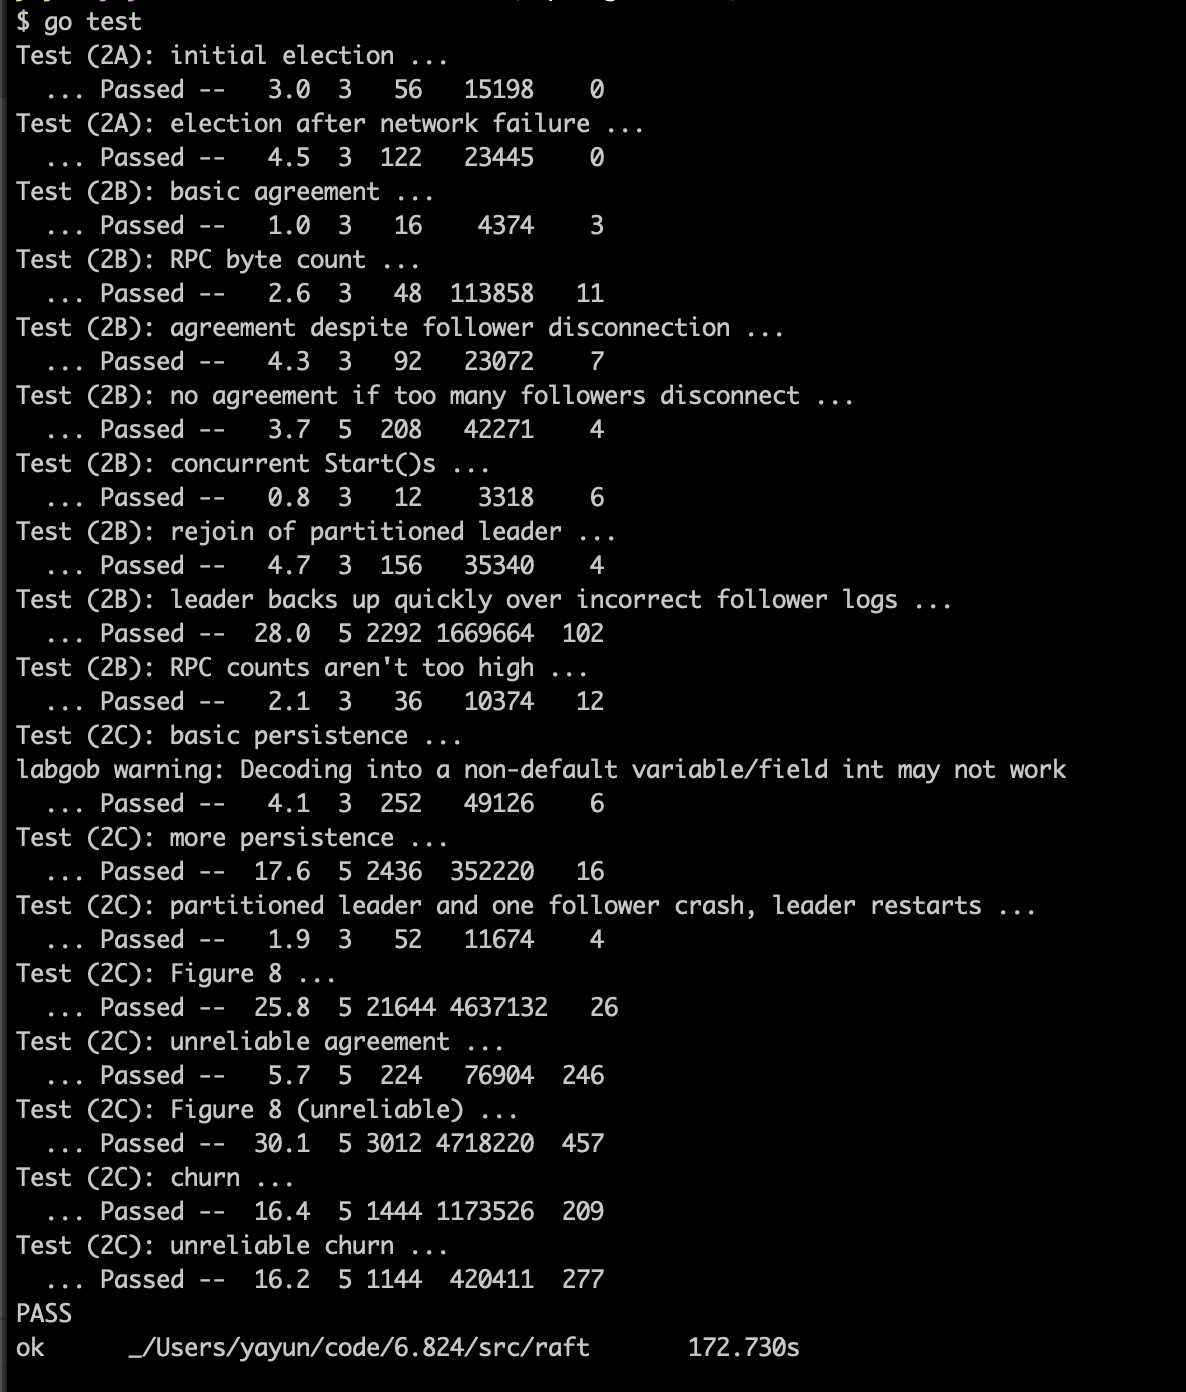 $ go test
Test (2A): initial election ...
  ... Passed --   3.0  3   56   15198    0
Test (2A): election after network failure ...
  ... Passed --   4.5  3  122   23445    0
Test (2B): basic agreement ...
  ... Passed --   1.0  3   16    4374    3
Test (2B): RPC byte count ...
  ... Passed --   2.6  3   48  113858   11
Test (2B): agreement despite follower disconnection ...
  ... Passed --   4.3  3   92   23072    7
Test (2B): no agreement if too many followers disconnect ...
  ... Passed --   3.7  5  208   42271    4
Test (2B): concurrent Start()s ...
  ... Passed --   0.8  3   12    3318    6
Test (2B): rejoin of partitioned leader ...
  ... Passed --   4.7  3  156   35340    4
Test (2B): leader backs up quickly over incorrect follower logs ...
  ... Passed --  28.0  5 2292 1669664  102
Test (2B): RPC counts aren't too high ...
  ... Passed --   2.1  3   36   10374   12
Test (2C): basic persistence ...
labgob warning: Decoding into a non-default variable/field int may not work
  ... Passed --   4.1  3  252   49126    6
Test (2C): more persistence ...
  ... Passed --  17.6  5 2436  352220   16
Test (2C): partitioned leader and one follower crash, leader restarts ...
  ... Passed --   1.9  3   52   11674    4
Test (2C): Figure 8 ...
  ... Passed --  25.8  5 21644 4637132   26
Test (2C): unreliable agreement ...
  ... Passed --   5.7  5  224   76904  246
Test (2C): Figure 8 (unreliable) ...
  ... Passed --  30.1  5 3012 4718220  457
Test (2C): churn ...
  ... Passed --  16.4  5 1444 1173526  209
Test (2C): unreliable churn ...
  ... Passed --  16.2  5 1144  420411  277
PASS
ok      _/Users/yayun/code/6.824/src/raft       172.730s